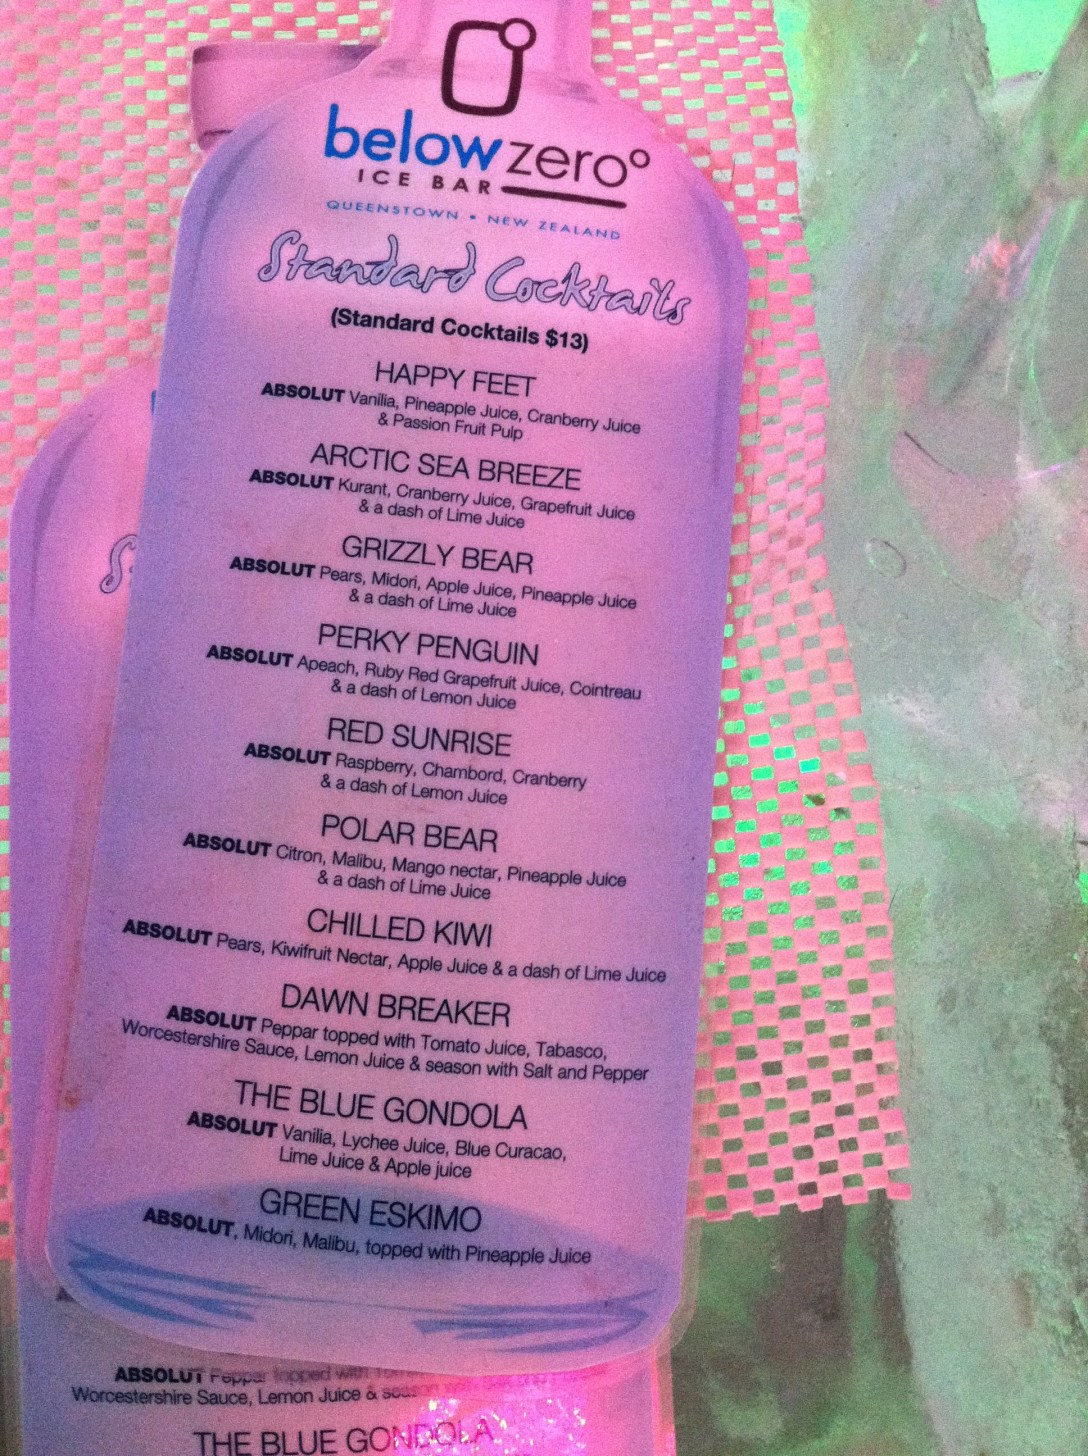 belowzero°
ICE BAR
QUEENSTOWN • NEW ZEALAND
Standard Cocktails
(Standard Cocktails $13)
HAPPY FEET
ABSOLUT Vanilia, Pineapple Juice, Cranberry Juice
& Passion Fruit Pulp
ARCTIC SEA BREEZE
ABSOLUT Kurant, Cranberry Juice, Grapefruit Juice
& a dash of Lime Juice
GRIZZLY BEAR
ABSOLUT Pears, Midori, Apple Juice, Pineapple Juice
& a dash of Lime Juice
PERKY PENGUIN
ABSOLUT Apeach, Ruby Red Grapefruit Juice, Cointreau
& a dash of Lemon Juice
RED SUNRISE
ABSOLUT Raspberry, Chambord, Cranberry
& a dash of Lemon Juice
POLAR BEAR
ABSOLUT Citron, Malibu, Mango nectar, Pineapple Juice
& a dash of Lime Juice
CHILLED KIWI
ABSOLUT Pears, Kiwifruit Nectar, Apple Juice & a dash of Lime Juice
DAWN BREAKER
ABSOLUT Peppar topped with Tomato Juice, Tabasco,
Worcestershire Sauce, Lemon Juice & season with Salt and Pepper
THE BLUE GONDOLA
ABSOLUT Vanilia, Lychee Juice, Blue Curacao,
Lime Juice & Apple juice
GREEN ESKIMO
ABSOLUT, Midori, Malibu, topped with Pineapple Juice
ABSOLUT Peppar topped with
Worcestershire Sauce, Lemon Juice & season
THE BLUE GONDOLA